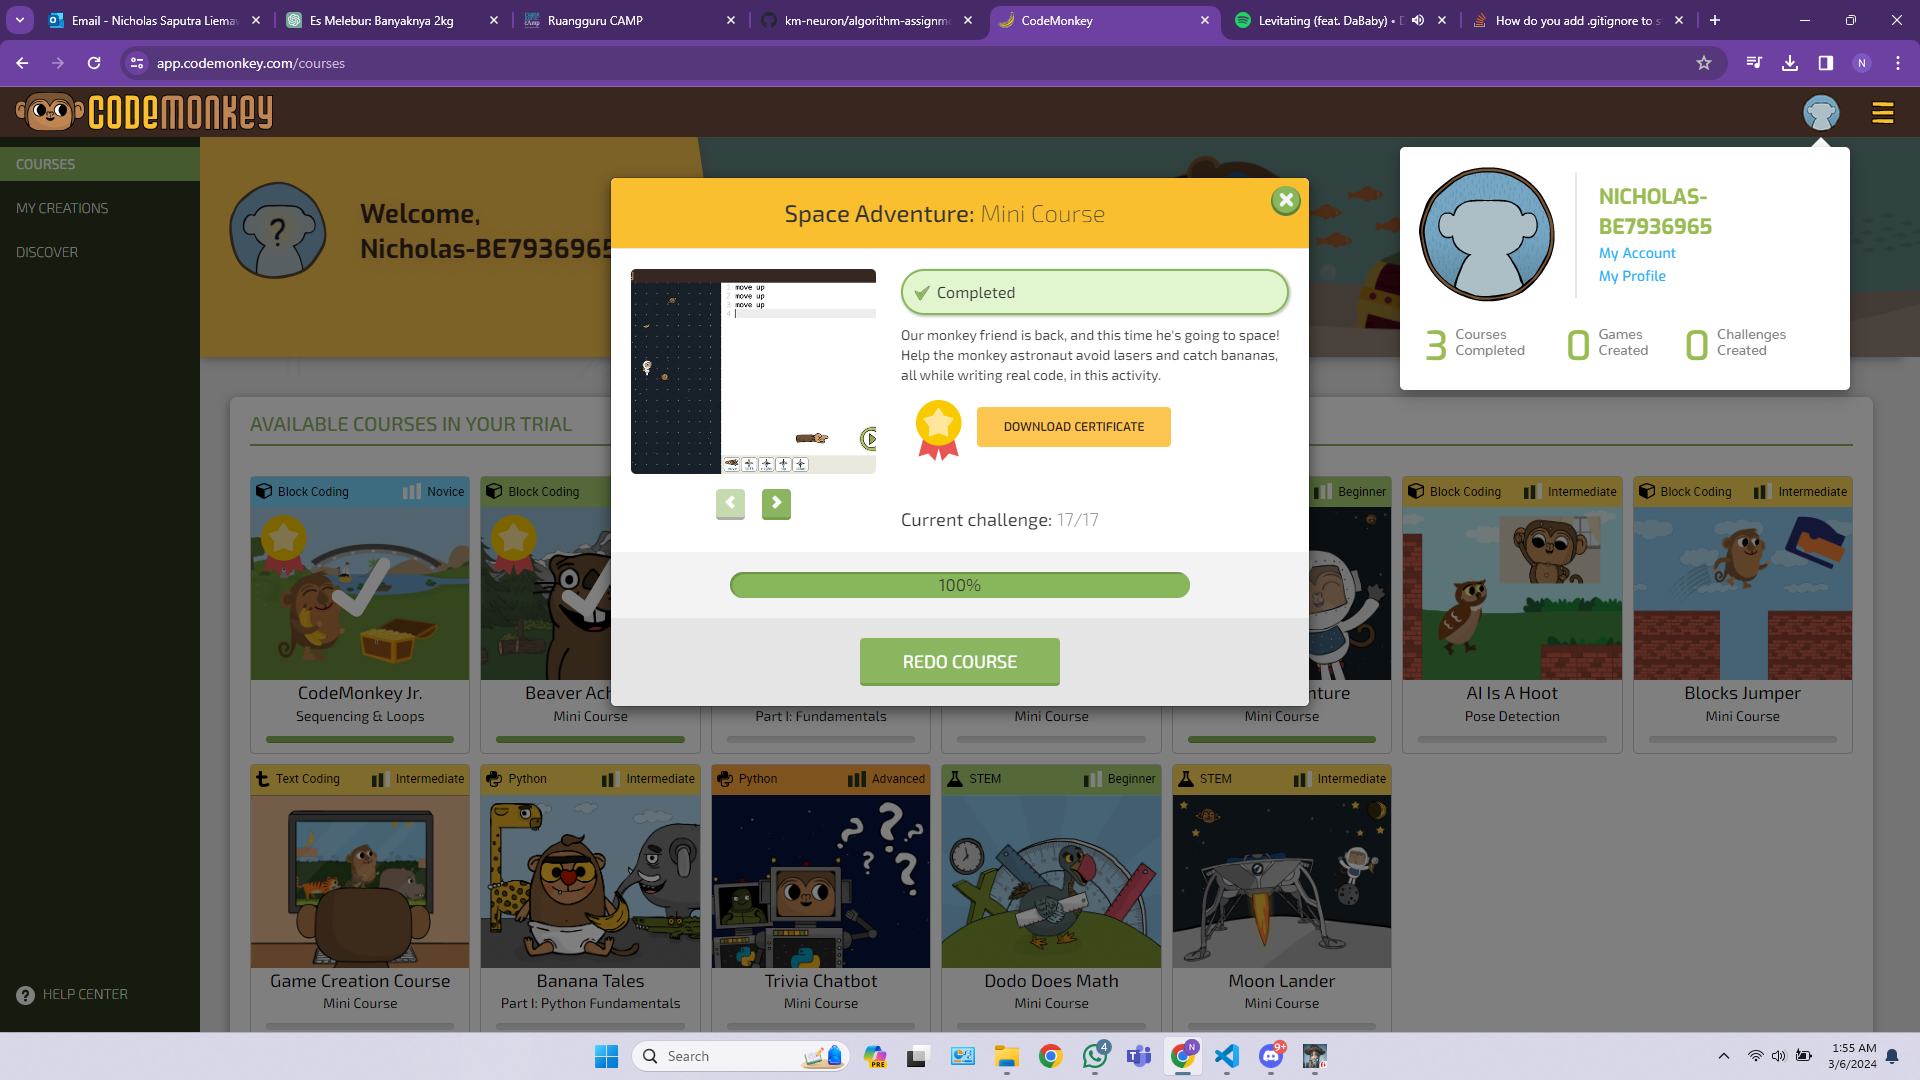 Email - Nicholas Saputra Liemav
Es Melebur: Banyaknya 2kg
Ruangguru CAMP
km-neuron/algorithm-assignme
CodeMonkey
Levitating (feat. DaBaby) • D
How do you add .gitignore to s
app.codemonkey.com/courses
N
CODEMONKEY
COURSES
MY CREATIONS
DISCOVER
HELP CENTER
Welcome,
Nicholas-BE7936965
NICHOLAS-
BE7936965
My Account
My Profile
3 Courses Completed
0 Games Created
0 Challenges Created
Space Adventure: Mini Course
1 move up
2 move up
3 move up
4
Completed
Our monkey friend is back, and this time he's going to space!
Help the monkey astronaut avoid lasers and catch bananas,
all while writing real code, in this activity.
DOWNLOAD CERTIFICATE
Current challenge: 17/17
100%
REDO COURSE
AVAILABLE COURSES IN YOUR TRIAL
Block Coding Novice
CodeMonkey Jr.
Sequencing & Loops
Block Coding
Beaver Ach
Mini Course
Part I: Fundamentals
Mini Course
Beginner
nture
Mini Course
Block Coding Intermediate
AI Is A Hoot
Pose Detection
Block Coding Intermediate
Blocks Jumper
Mini Course
Text Coding Intermediate
Game Creation Course
Mini Course
Python Intermediate
Banana Tales
Part I: Python Fundamentals
Python Advanced
Trivia Chatbot
Mini Course
STEM Beginner
Dodo Does Math
Mini Course
STEM Intermediate
Moon Lander
Mini Course
Search
PRE
4
N
9+
1:55 AM
3/6/2024